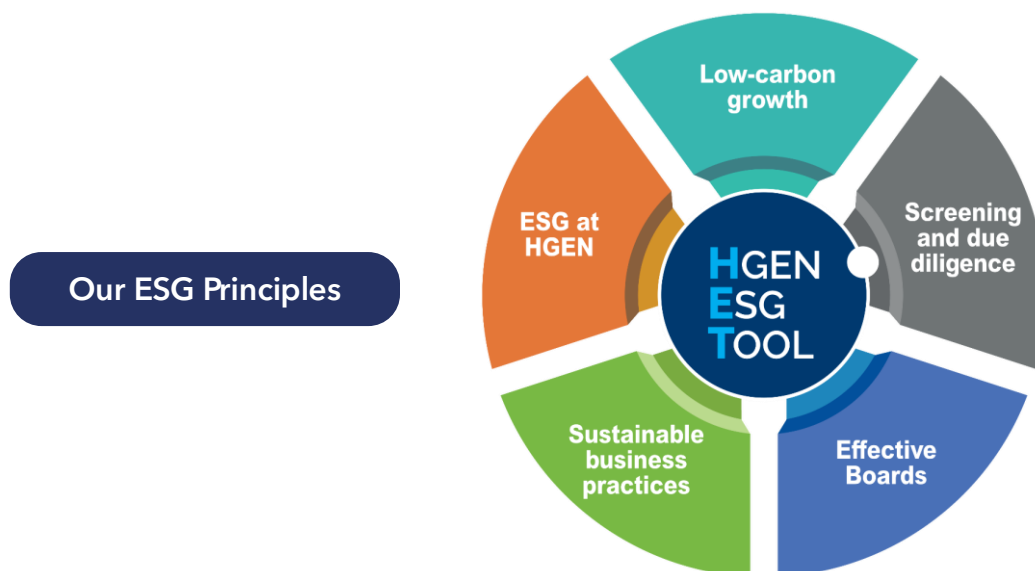 Our ESG Principles
Low-carbon
growth
Screening
and due
diligence
Effective
Boards
Sustainable
business
practices
ESG at
HGEN
HGEN
ESG
TOOL